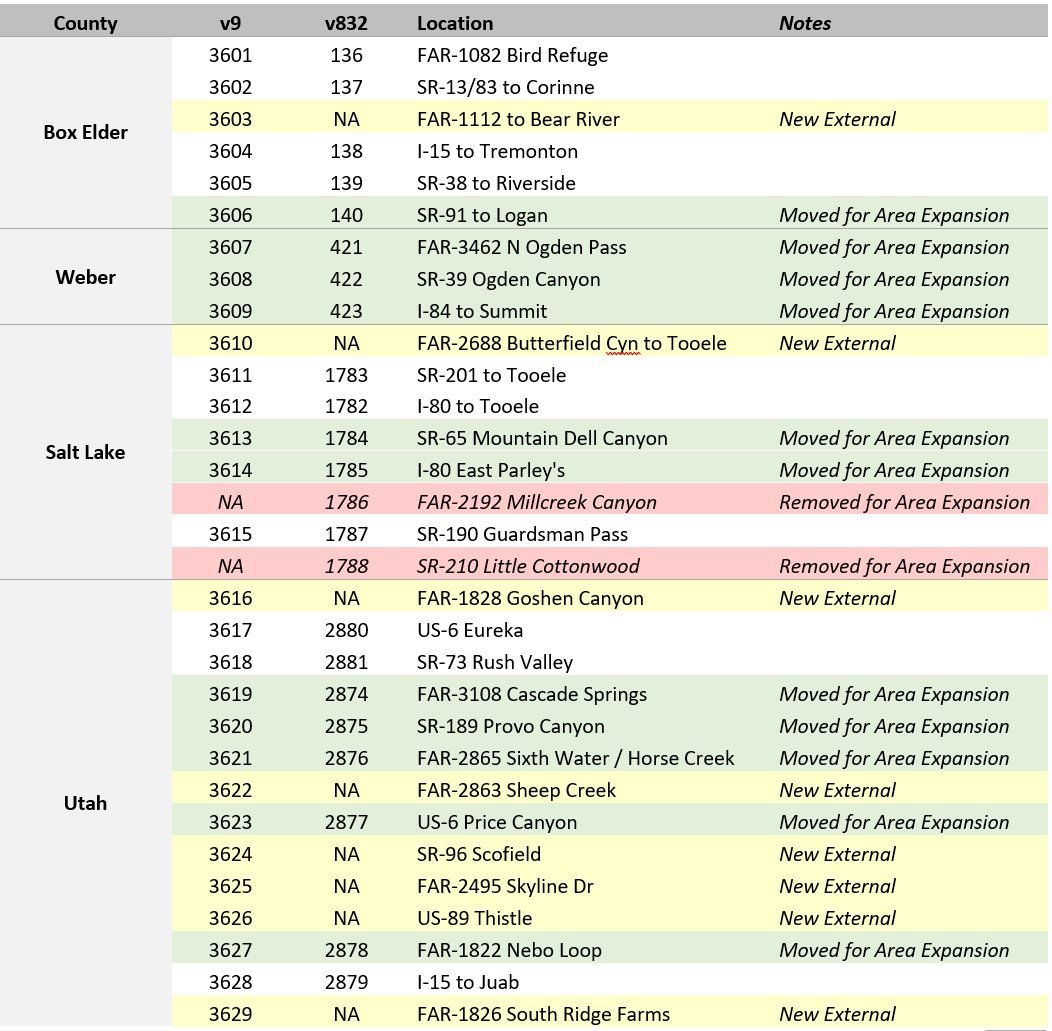 County v9 v832 Location Notes
Box Elder
3601 136 FAR-1082 Bird Refuge
3602 137 SR-13/83 to Corinne
3603 NA FAR-1112 to Bear River New External
3604 138 I-15 to Tremonton
3605 139 SR-38 to Riverside
3606 140 SR-91 to Logan Moved for Area Expansion
Weber
3607 421 FAR-3462 N Ogden Pass Moved for Area Expansion
3608 422 SR-39 Ogden Canyon Moved for Area Expansion
3609 423 I-84 to Summit Moved for Area Expansion
Salt Lake
3610 NA FAR-2688 Butterfield Cyn to Tooele New External
3611 1783 SR-201 to Tooele
3612 1782 I-80 to Tooele
3613 1784 SR-65 Mountain Dell Canyon Moved for Area Expansion
3614 1785 I-80 East Parley's Moved for Area Expansion
NA 1786 FAR-2192 Millcreek Canyon Removed for Area Expansion
3615 1787 SR-190 Guardsman Pass
NA 1788 SR-210 Little Cottonwood Removed for Area Expansion
Utah
3616 NA FAR-1828 Goshen Canyon New External
3617 2880 US-6 Eureka
3618 2881 SR-73 Rush Valley
3619 2874 FAR-3108 Cascade Springs Moved for Area Expansion
3620 2875 SR-189 Provo Canyon Moved for Area Expansion
3621 2876 FAR-2865 Sixth Water / Horse Creek Moved for Area Expansion
3622 NA FAR-2863 Sheep Creek New External
3623 2877 US-6 Price Canyon Moved for Area Expansion
3624 NA SR-96 Scofield New External
3625 NA FAR-2495 Skyline Dr New External
3626 NA US-89 Thistle New External
3627 2878 FAR-1822 Nebo Loop Moved for Area Expansion
3628 2879 I-15 to Juab
3629 NA FAR-1826 South Ridge Farms New External